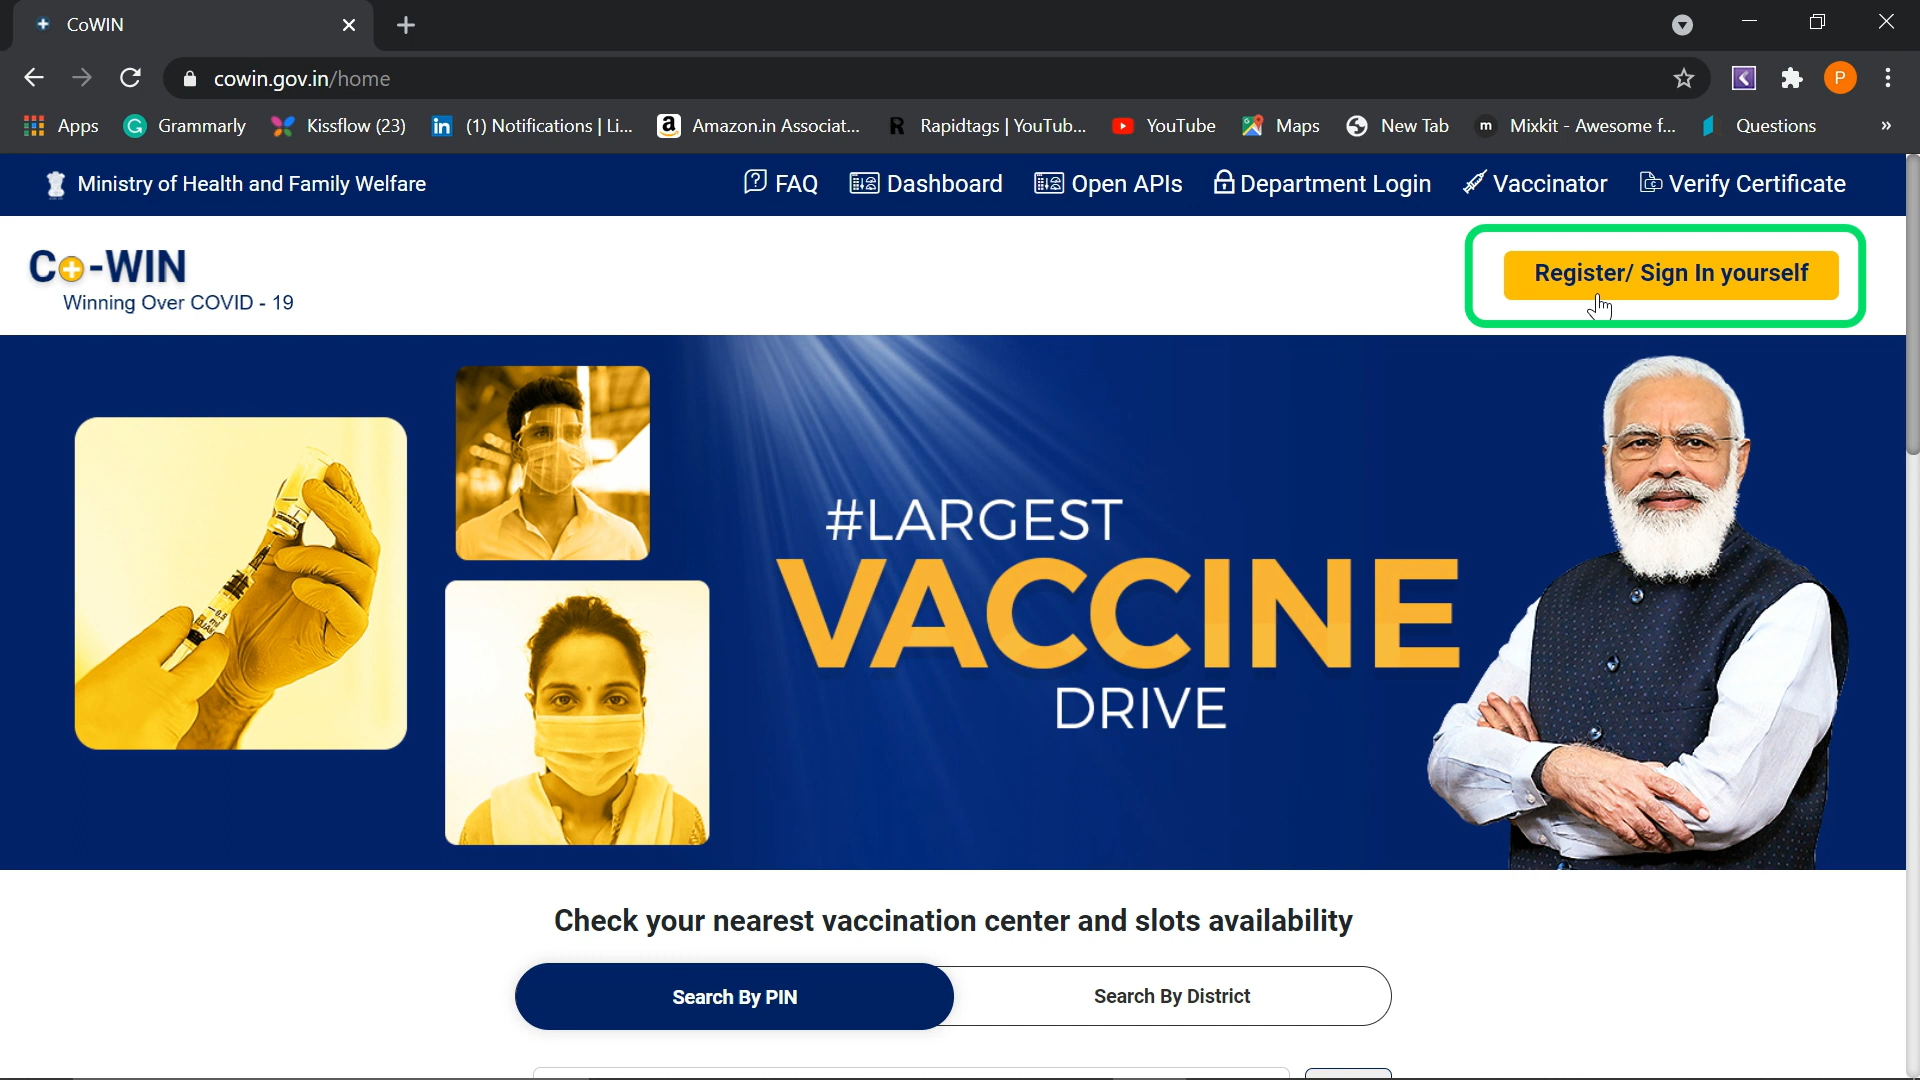 CoWIN
cowin.gov.in/home
P
Apps
Grammarly
Kissflow (23)
in
(1) Notifications | Li...
a
Amazon.in Associat...
R
Rapidtags | YouTub...
YouTube
Maps
New Tab
m
Mixkit - Awesome f...
Questions
»
Ministry of Health and Family Welfare
FAQ
Dashboard
Open APIs
Department Login
Vaccinator
Verify Certificate
Co-WIN
Winning Over COVID - 19
Register/ Sign In yourself
#LARGEST
VACCINE
DRIVE
Check your nearest vaccination center and slots availability
Search By PIN
Search By District